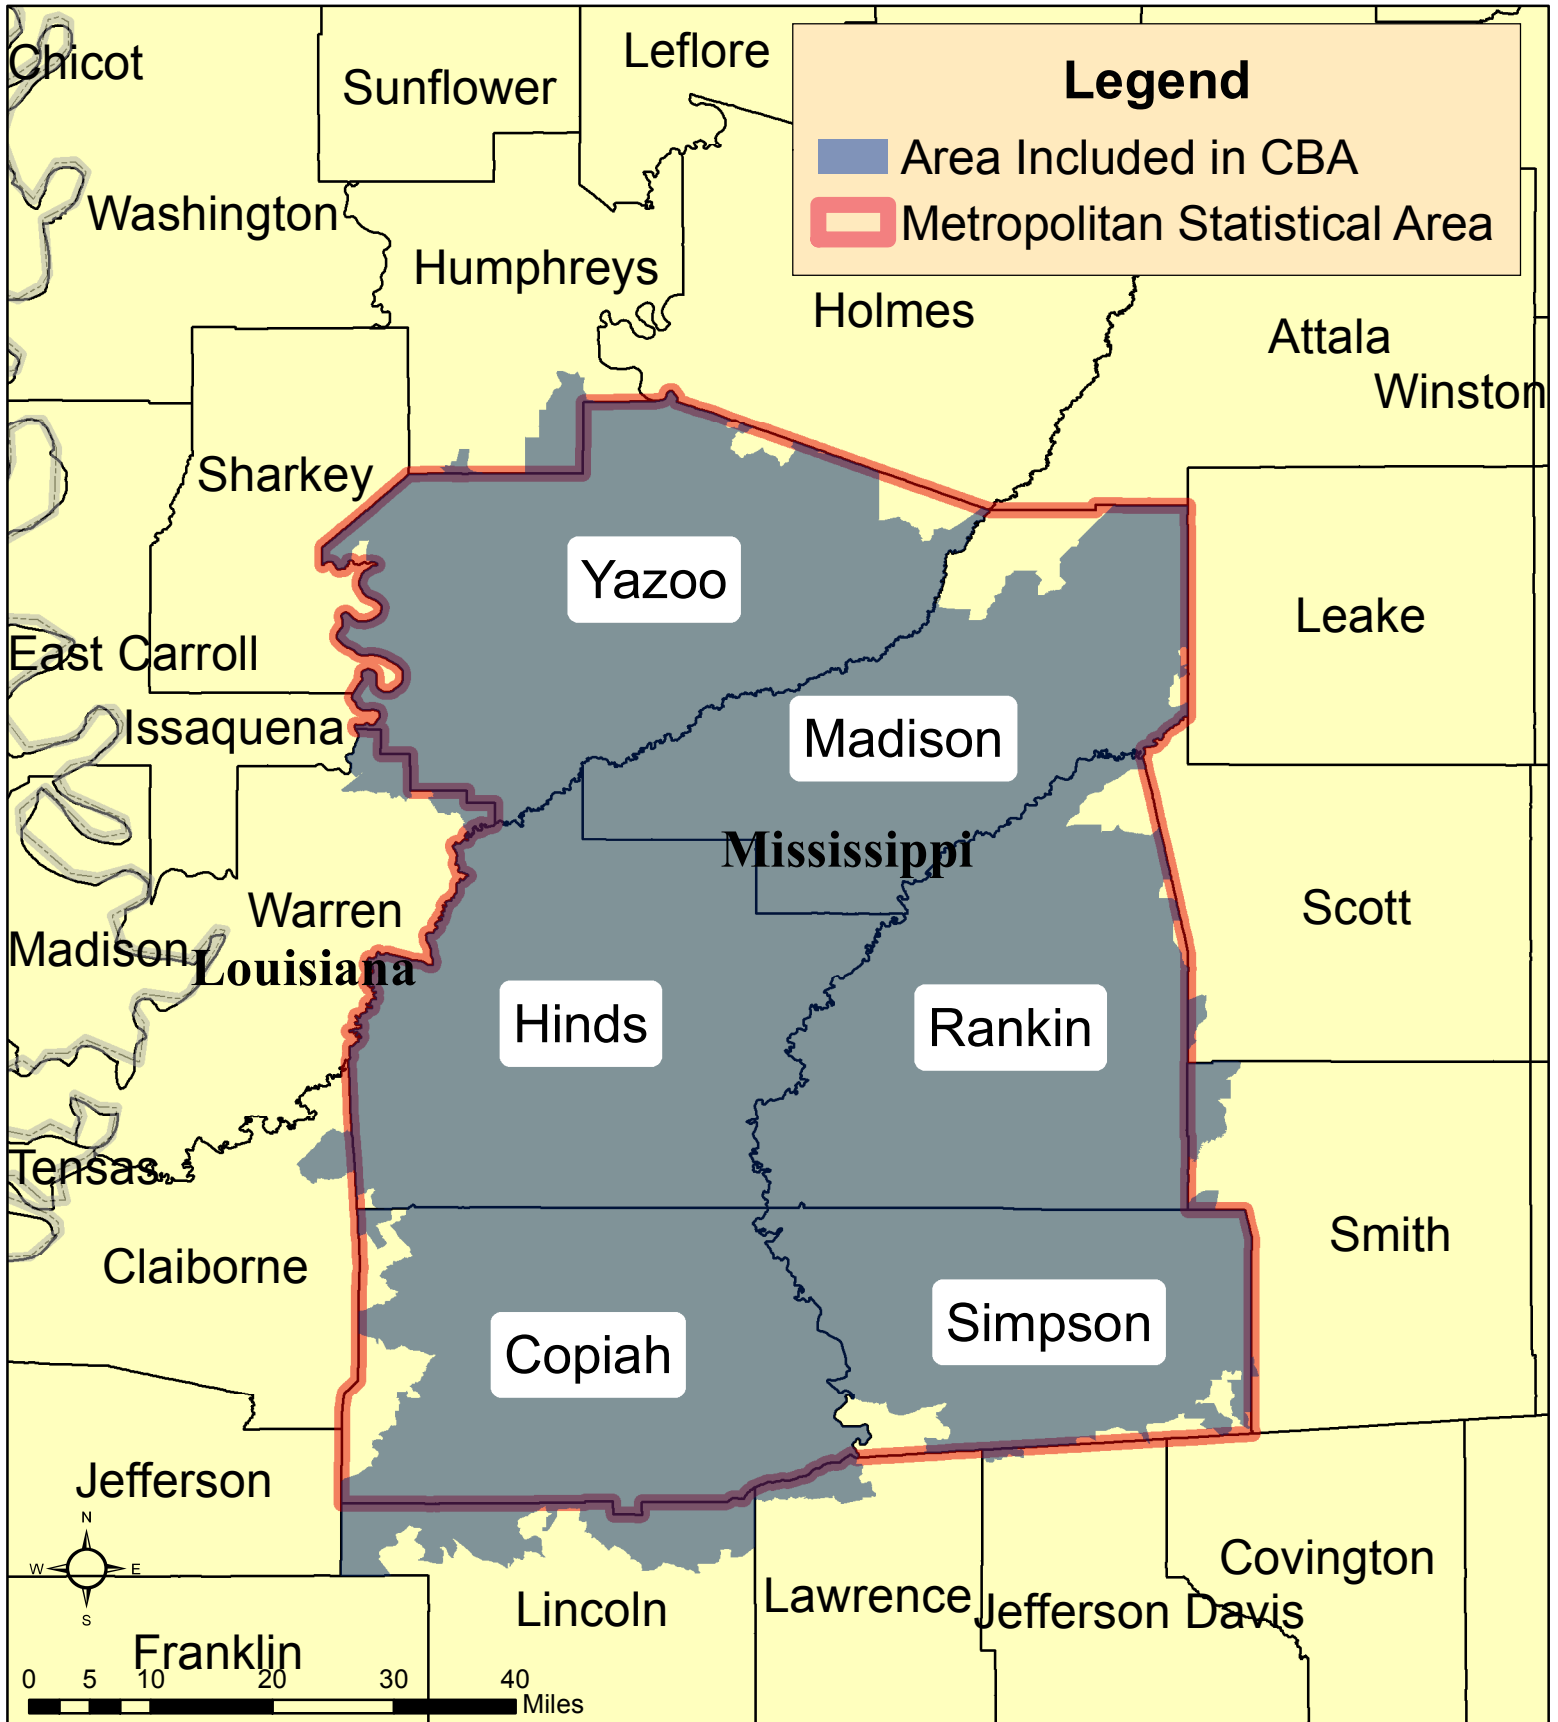 Chicot
Sunflower
Leflore
Legend
Area Included in CBA
Metropolitan Statistical Area
Washington
Humphreys
Holmes
Attala
Winston
Sharkey
Yazoo
Leake
East Carroll
Issaquena
Madison
Mississippi
Warren
Scott
Madison
Louisiana
Hinds
Rankin
Tensas
Smith
Claiborne
Simpson
Copiah
Jefferson
N
W
E
S
Covington
Lincoln
Lawrence
Jefferson Davis
Franklin
0 5 10 20 30 40
Miles